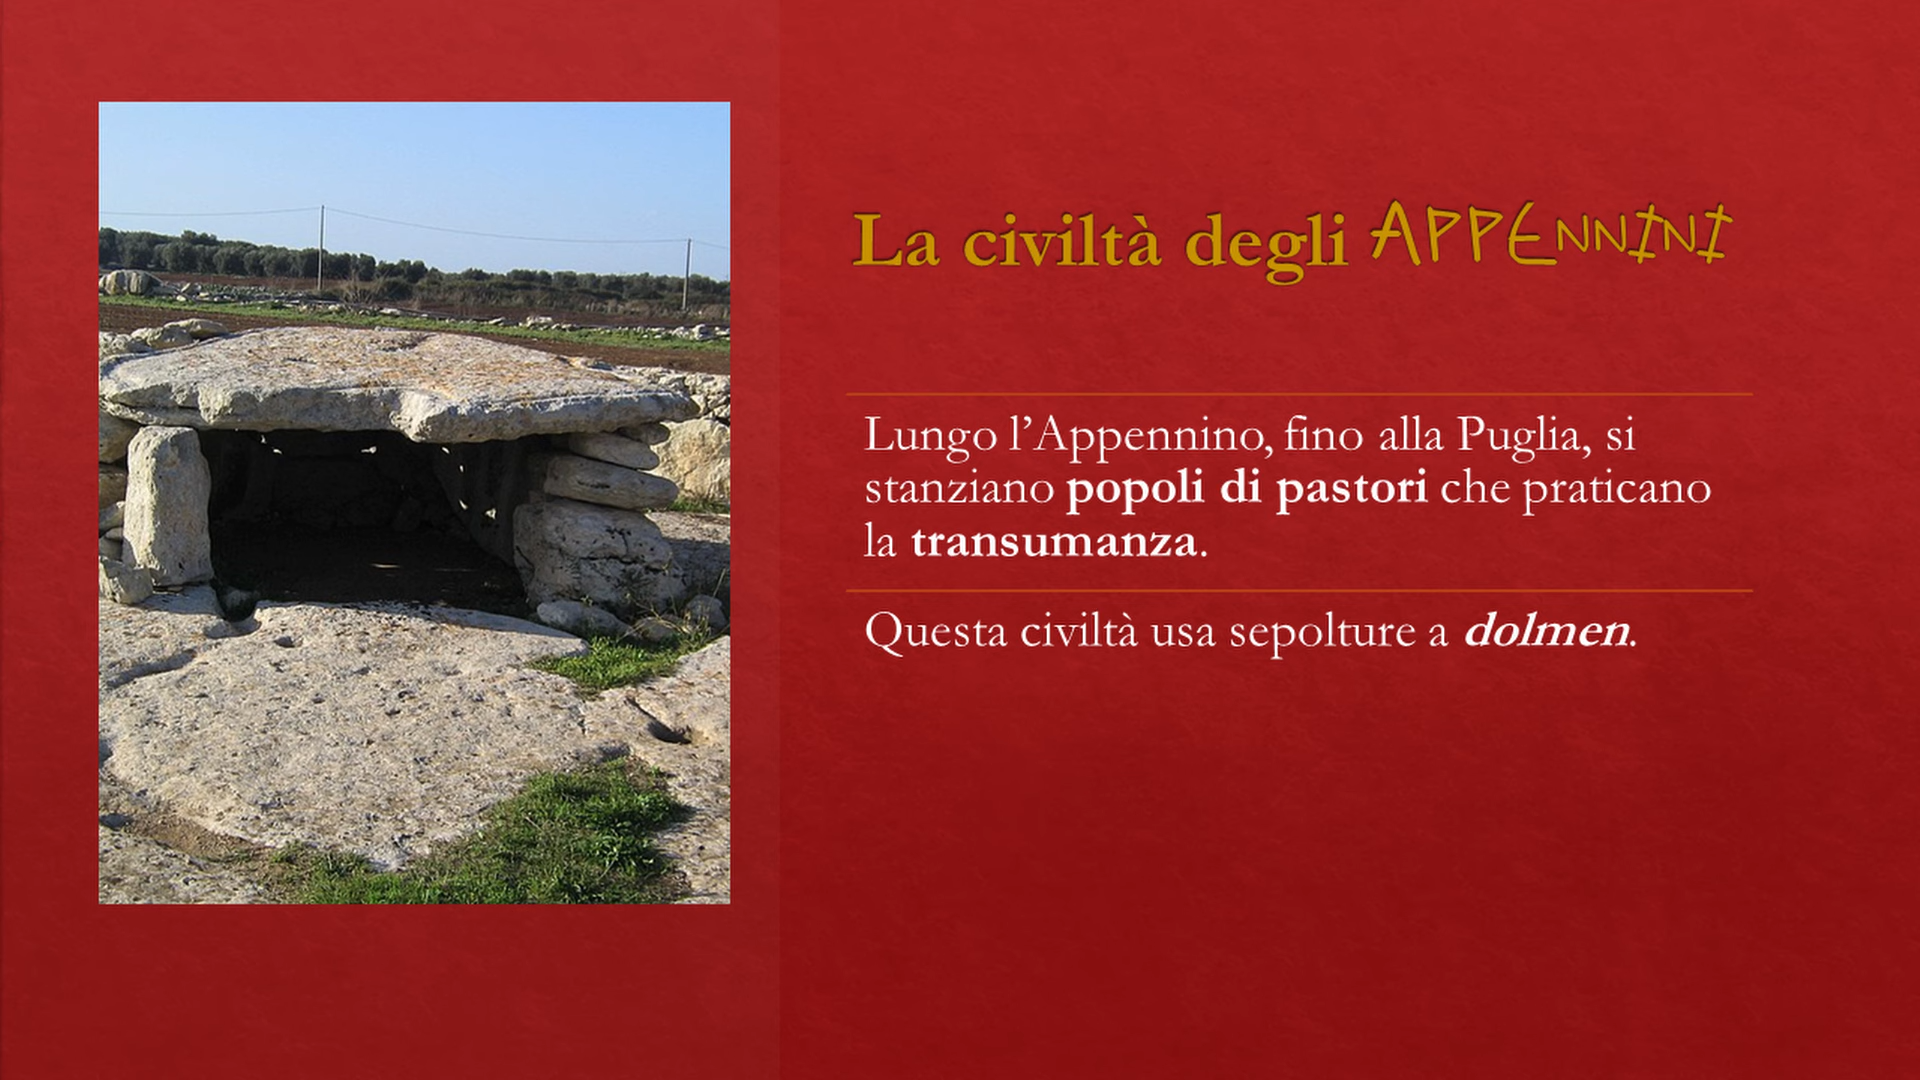 La civiltà degli APPENNINI
Lungo l’Appennino, fino alla Puglia, si
stanziano popoli di pastori che praticano
la transumanza.
Questa civiltà usa sepolture a dolmen.